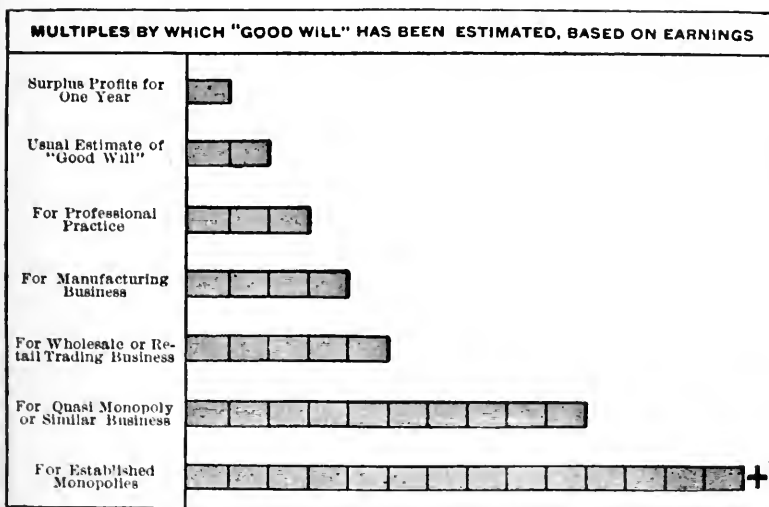 MULTIPLES BY WHICH "GOOD WILL" HAS BEEN ESTIMATED, BASED ON EARNINGS
Surplus Profits for
One Year
Usual Estimate of
"Good Will"
For Professional
Practice
For Manufacturing
Business
For Wholesale or Re-
tail Trading Business
For Quasi Monopoly
or Similar Business
For Established
Monopolies
+